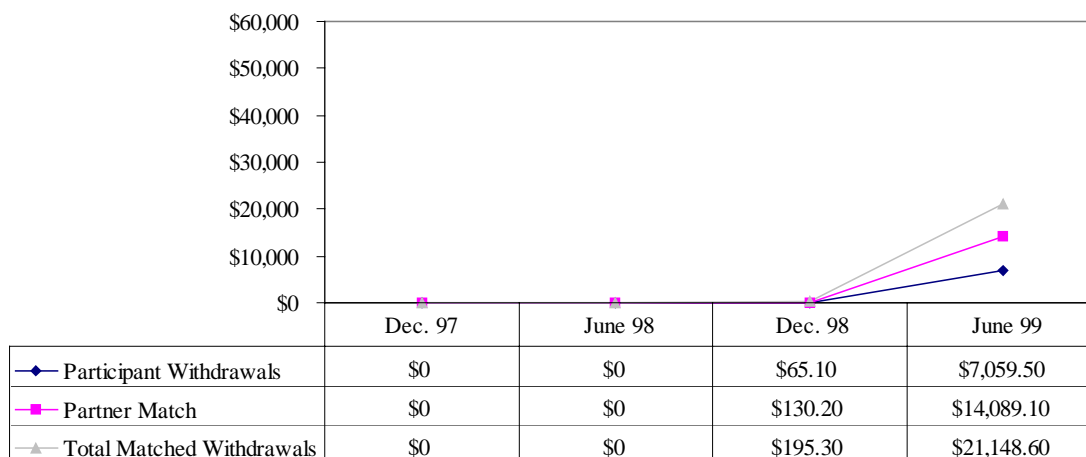 $60,000
$50,000
$40,000
$30,000
$20,000
$10,000
$0
Dec. 97 June 98 Dec. 98 June 99
Participant Withdrawals $0 $0 $65.10 $7,059.50
Partner Match $0 $0 $130.20 $14,089.10
Total Matched Withdrawals $0 $0 $195.30 $21,148.60